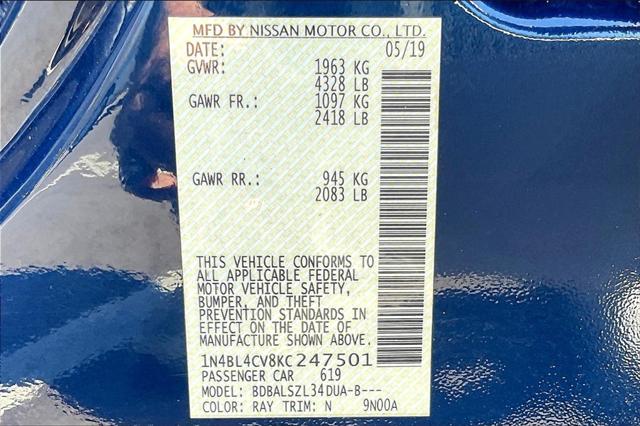 MFD BY NISSAN MOTOR CO., LTD.
DATE: 05/19
GVWR: 1963 KG
4328 LB
GAWR FR.: 1097 KG
2418 LB
GAWR RR.: 945 KG
2083 LB
THIS VEHICLE CONFORMS TO
ALL APPLICABLE FEDERAL
MOTOR VEHICLE SAFETY,
BUMPER, AND THEFT
PREVENTION STANDARDS IN
EFFECT ON THE DATE OF
MANUFACTURE SHOWN ABOVE.
1N4BL4CV8KC247501
PASSENGER CAR 619
MODEL: BDBALSZL34DUA-B---
COLOR: RAY TRIM: N 9N00A